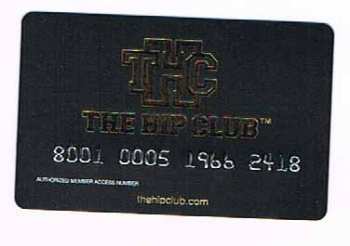 THC
THE HIP CLUB™
8001 0005 1966 2418
AUTHORIZED MEMBER ACCESS NUMBER
thehipclub.com